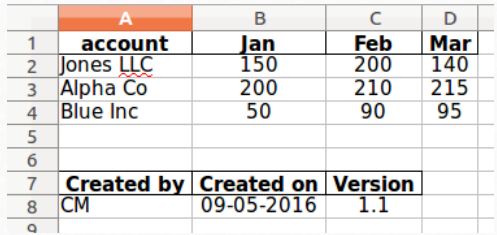 A B C D
1 account Jan Feb Mar
2 Jones LLC 150 200 140
3 Alpha Co 200 210 215
4 Blue Inc 50 90 95
5
6
7 Created by Created on Version
8 CM 09-05-2016 1.1
9